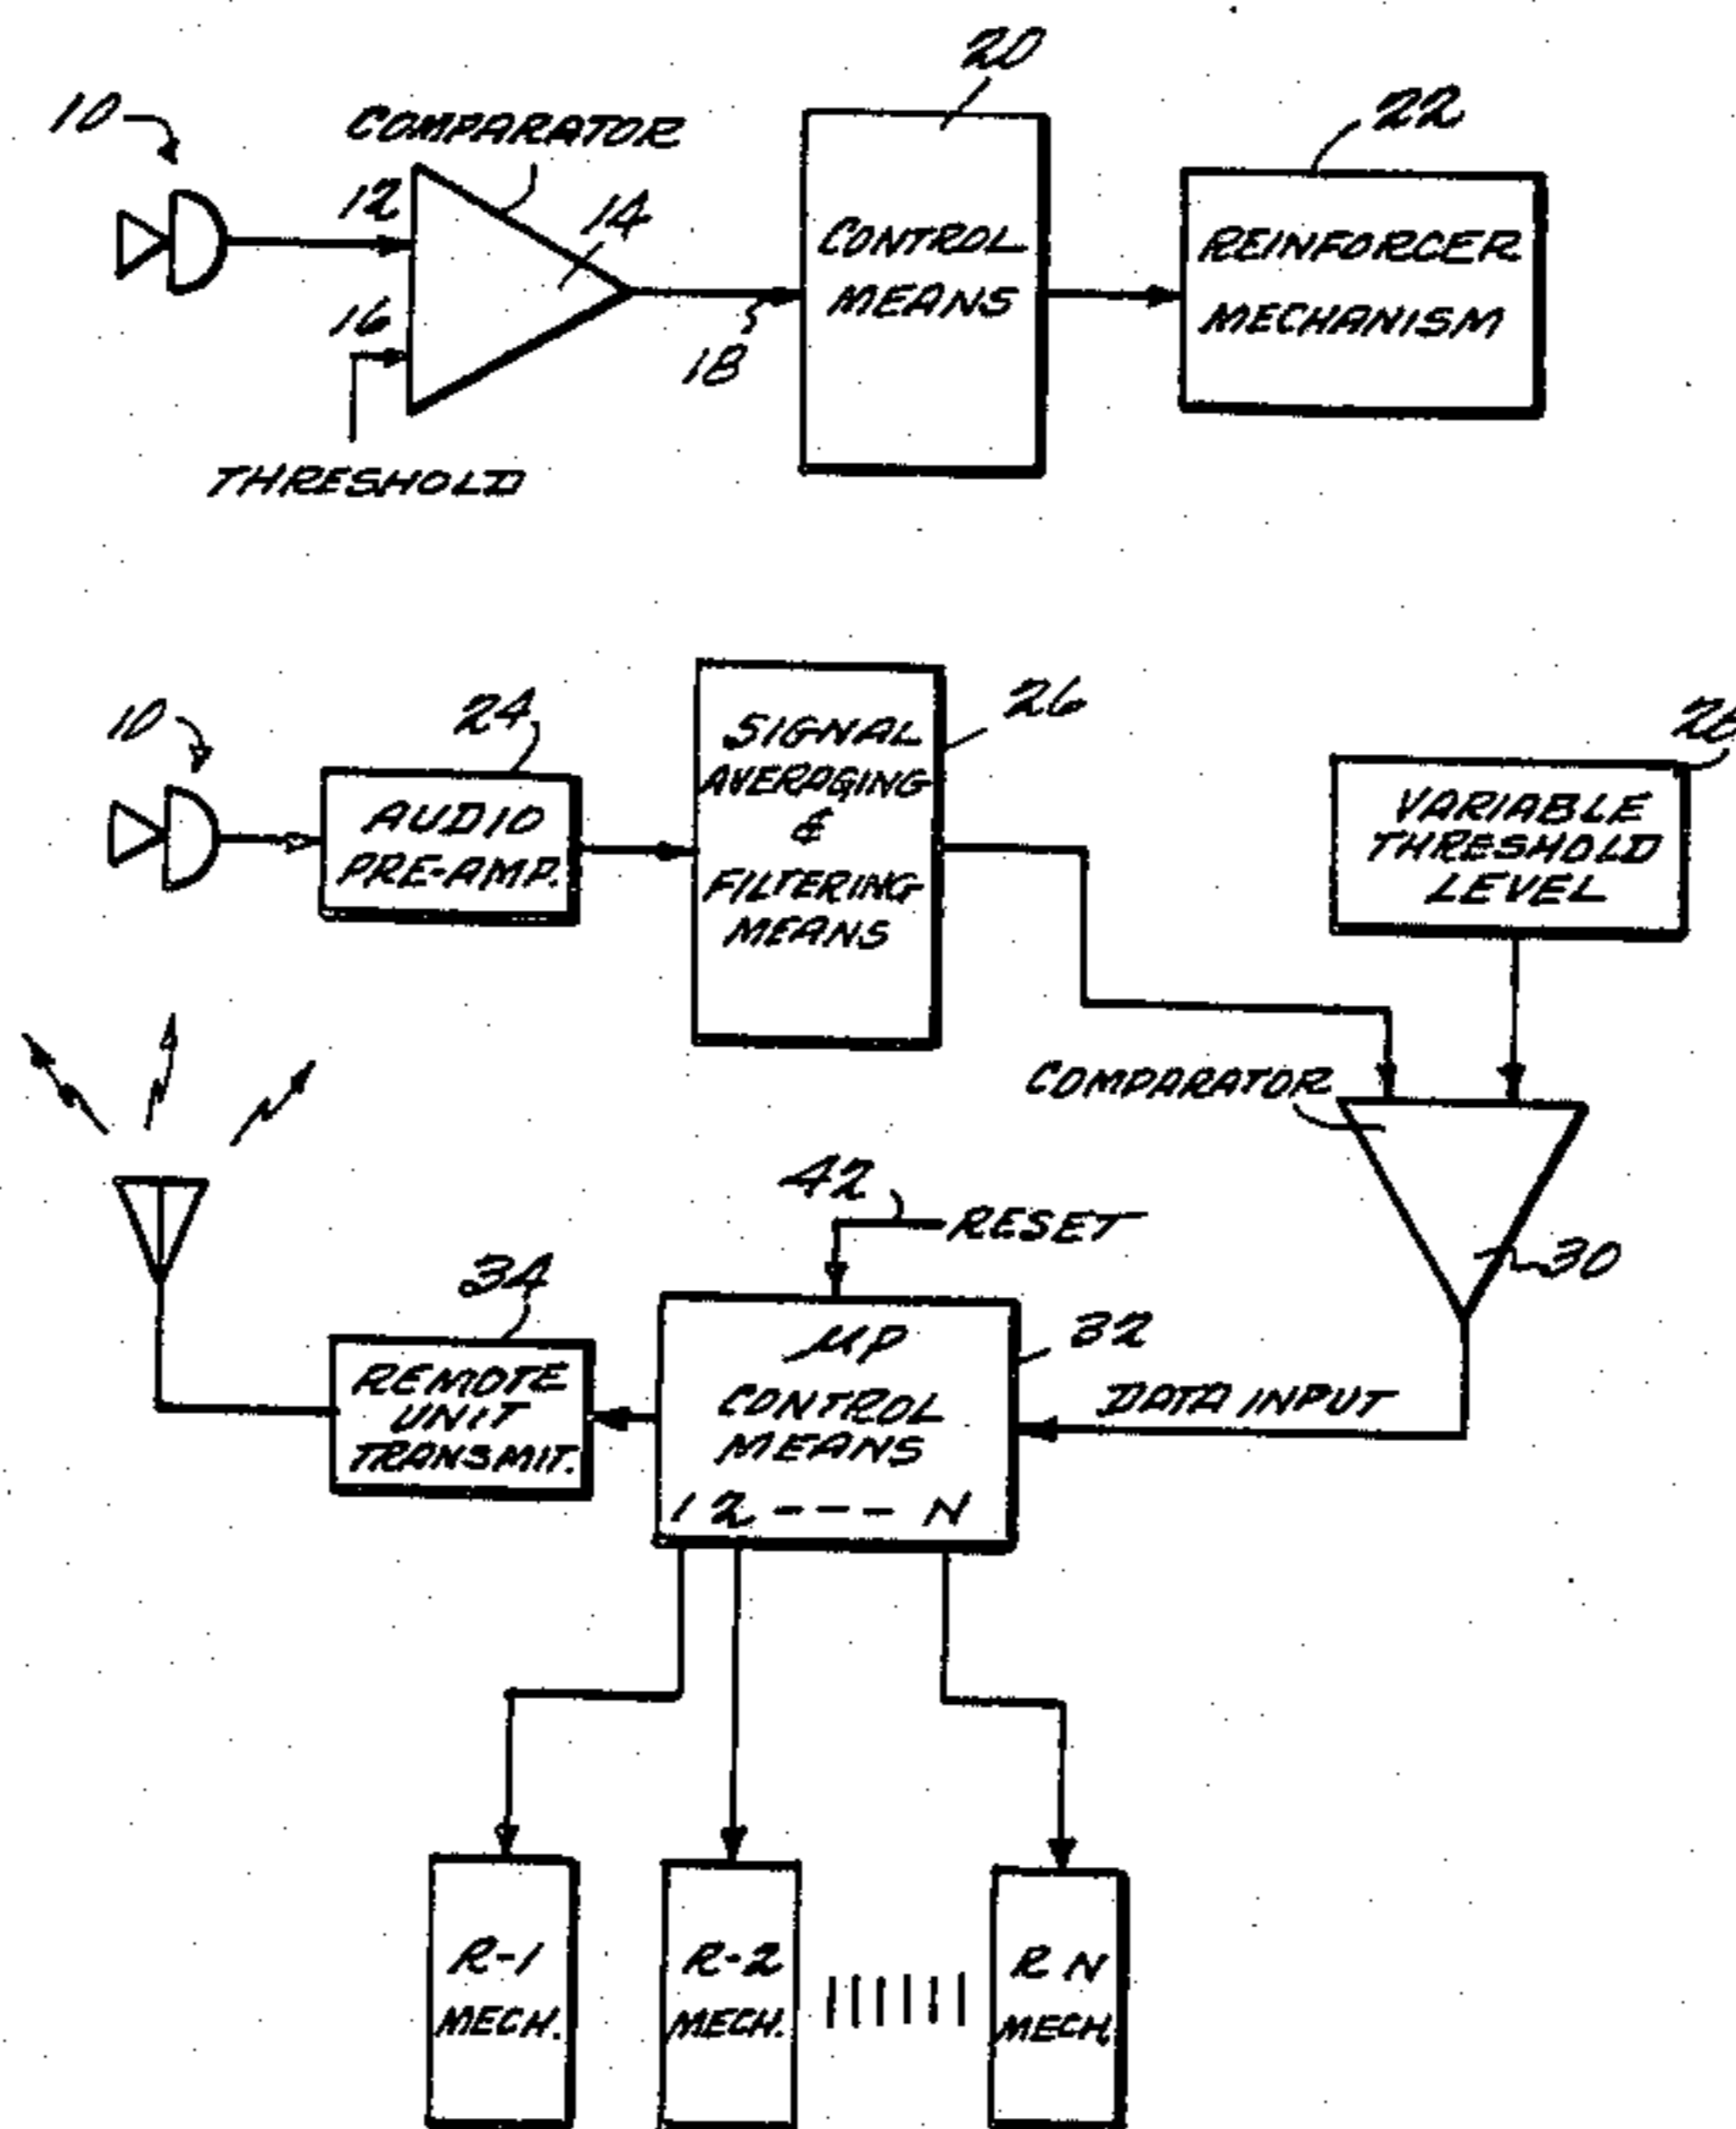 20
10
COMPARATOR
22
12
14
CONTROL
MEANS
REINFORCER
MECHANISM
16
18
THRESHOLD
10
24
26
SIGNAL
AVERAGING
&
FILTERING
MEANS
AUDIO
PRE-AMP.
VARIABLE
THRESHOLD
LEVEL
COMPARATOR
42
RESET
30
34
32
µP
CONTROL
MEANS
1 2 - - - N
REMOTE
UNIT
TRANSMIT.
DATA INPUT
R-1
MECH.
R-2
MECH.
R N
MECH.